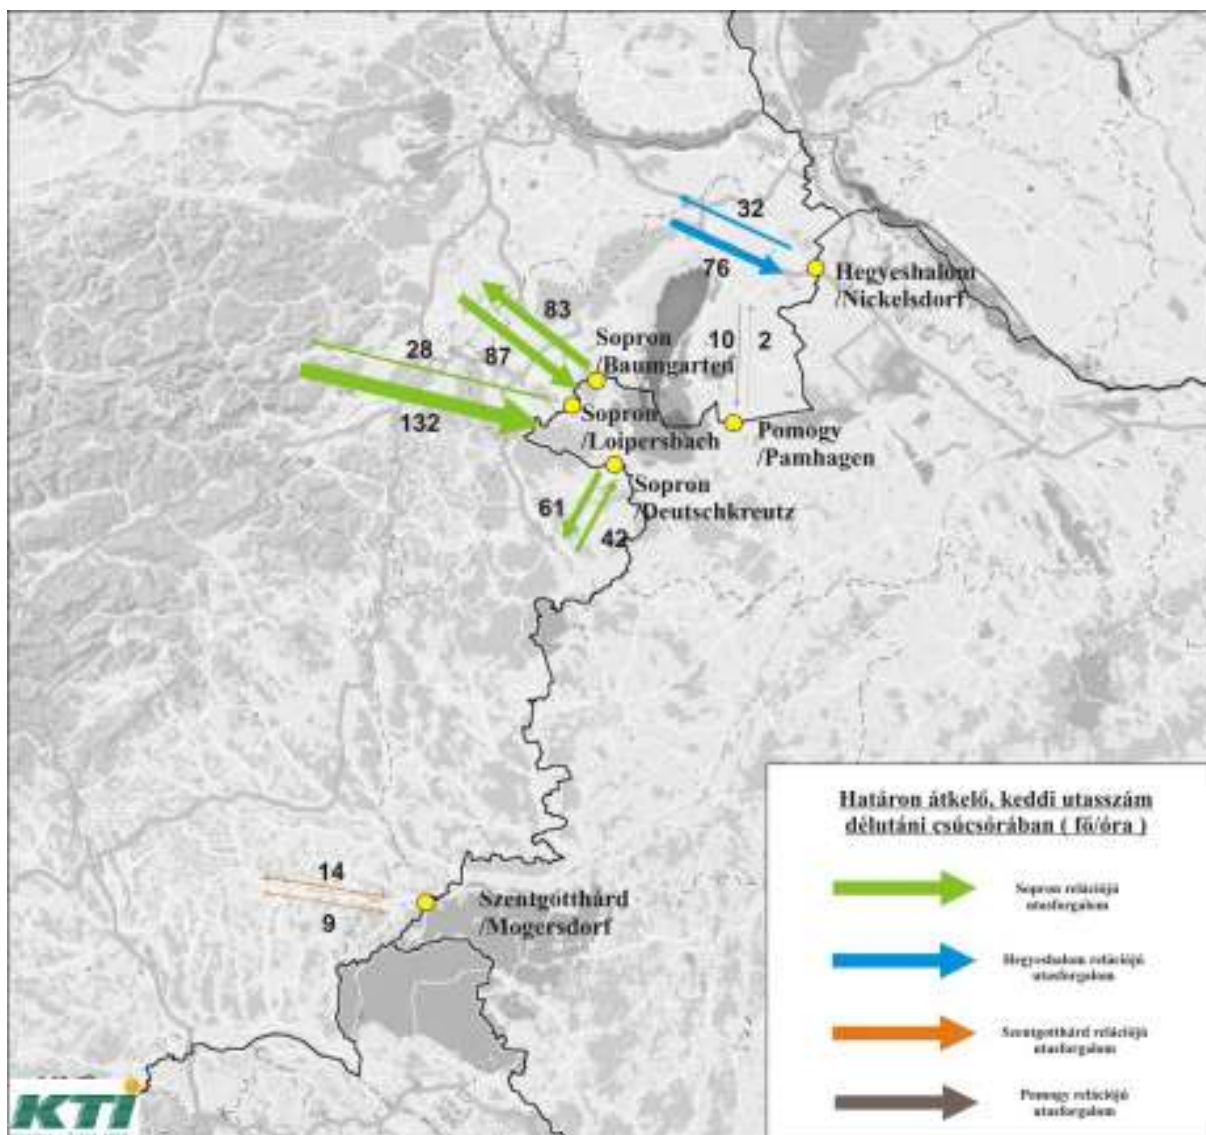 32
76
Hegyeshalom
/Nickelsdorf
83
10
2
Sopron
/Baumgarten
28
87
132
Sopron
/Loipersbach
Pomogy
/Pamhagen
Sopron
/Deutschkreutz
61
42
14
9
Szentgotthárd
/Mogersdorf
Határon átkelő, keddi utasszám
délutáni csúcsórában ( fő/óra )
Sopron relációjú
utasforgalom
Hegyeshalom relációjú
utasforgalom
Szentgotthárd relációjú
utasforgalom
Pomogy relációjú
utasforgalom
KTI